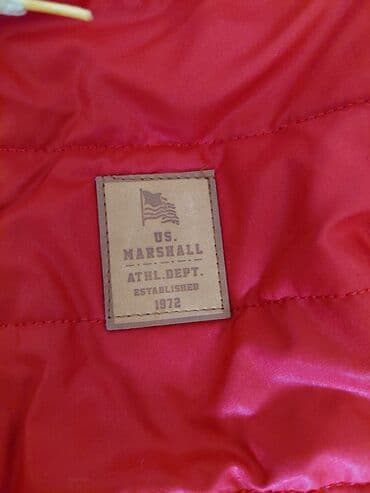 US.
MARSHALL
ATHL.DEPT.
ESTABLISHED
1972